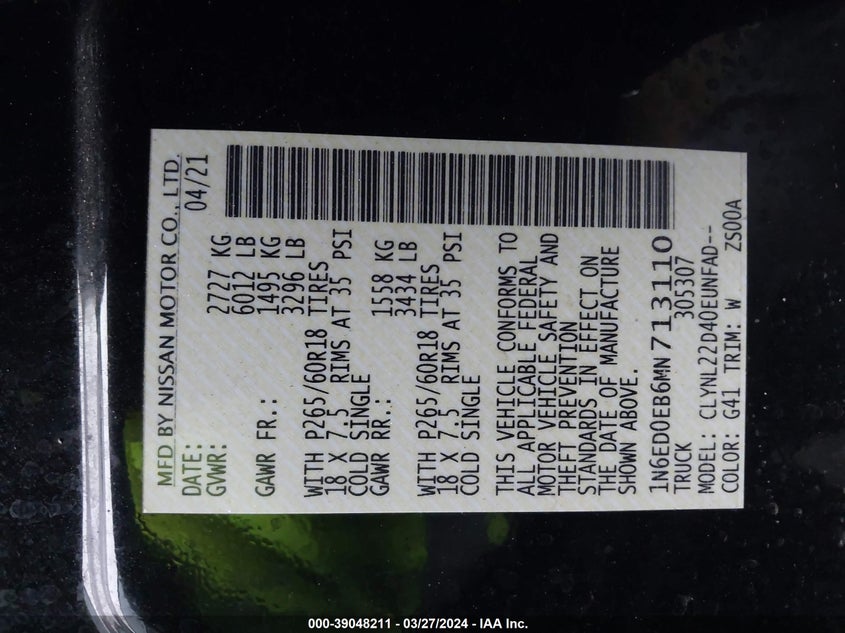 MFD BY NISSAN MOTOR CO., LTD.
DATE: 04/21
GVWR: 2727 KG
6012 LB
GAWR FR.: 1495 KG
3296 LB
WITH P265/60R18 TIRES
18 X 7.5 RIMS AT 35 PSI
COLD SINGLE
GAWR RR.: 1558 KG
3434 LB
WITH P265/60R18 TIRES
18 X 7.5 RIMS AT 35 PSI
COLD SINGLE
THIS VEHICLE CONFORMS TO
ALL APPLICABLE FEDERAL
MOTOR VEHICLE SAFETY AND
THEFT PREVENTION
STANDARDS IN EFFECT ON
THE DATE OF MANUFACTURE
SHOWN ABOVE.
1N6ED0EB6MN713110
TRUCK 305307
MODEL: CLYNL22D40EUNFAD--
COLOR: G41 TRIM: W ZS00A
000-39048211 - 03/27/2024 - IAA Inc.